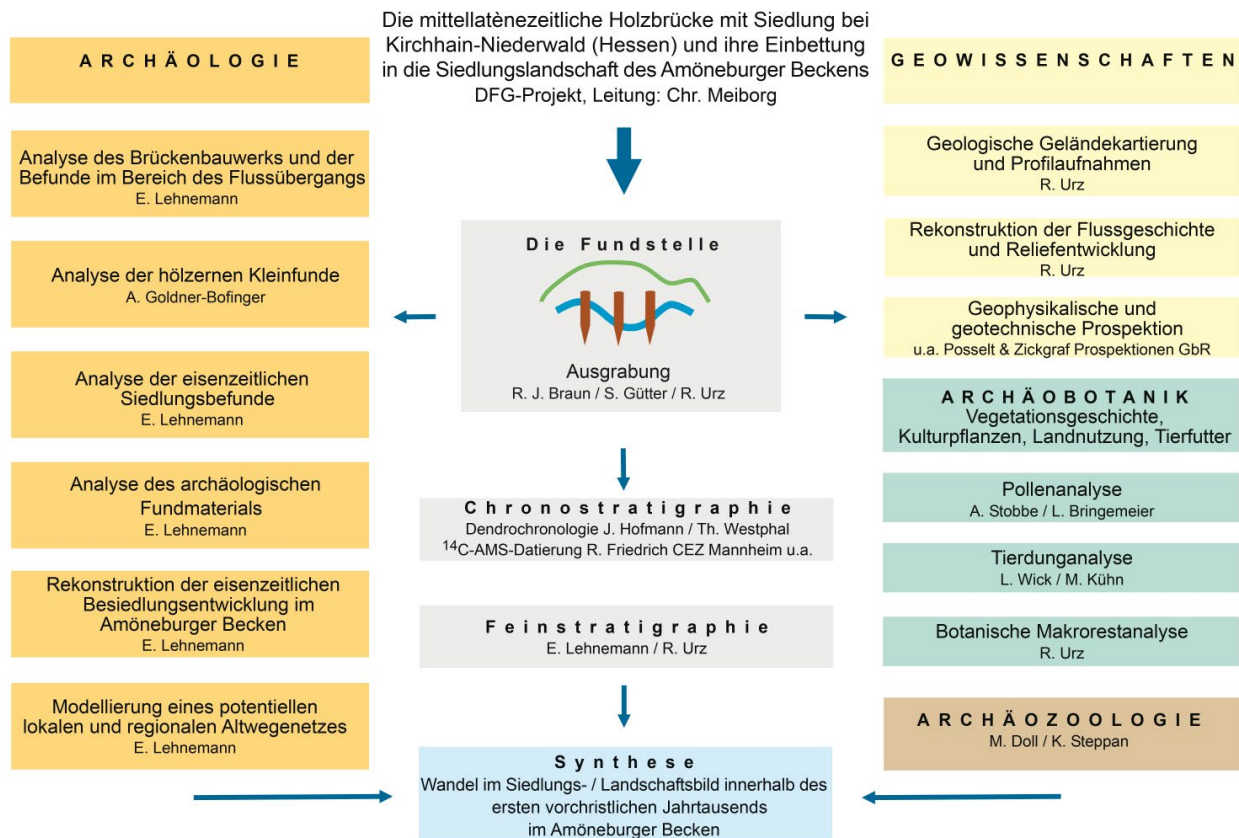 ARCHÄOLOGIE
Analyse des Brückenbauwerks und der
Befunde im Bereich des Flussübergangs
E. Lehnemann
Analyse der hölzernen Kleinfunde
A. Goldner-Bofinger
Analyse der eisenzeitlichen
Siedlungsbefunde
E. Lehnemann
Analyse des archäologischen
Fundmaterials
E. Lehnemann
Rekonstruktion der eisenzeitlichen
Besiedlungsentwicklung im
Amöneburger Becken
E. Lehnemann
Modellierung eines potentiellen
lokalen und regionalen Altwegenetzes
E. Lehnemann
Die mittellatènezeitliche Holzbrücke mit Siedlung bei
Kirchhain-Niederwald (Hessen) und ihre Einbettung
in die Siedlungslandschaft des Amöneburger Beckens
DFG-Projekt, Leitung: Chr. Meiborg
Die Fundstelle
Ausgrabung
R. J. Braun / S. Gütter / R. Urz
Chronostratigraphie
Dendrochronologie J. Hofmann / Th. Westphal
¹⁴C-AMS-Datierung R. Friedrich CEZ Mannheim u.a.
Feinstratigraphie
E. Lehnemann / R. Urz
Synthese
Wandel im Siedlungs- / Landschaftsbild innerhalb des
ersten vorchristlichen Jahrtausends
im Amöneburger Becken
GEOWISSENSCHAFTEN
Geologische Geländekartierung
und Profilaufnahmen
R. Urz
Rekonstruktion der Flussgeschichte
und Reliefentwicklung
R. Urz
Geophysikalische und
geotechnische Prospektion
u.a. Posselt & Zickgraf Prospektionen GbR
ARCHÄOBOTANIK
Vegetationsgeschichte,
Kulturpflanzen, Landnutzung, Tierfutter
Pollenanalyse
A. Stobbe / L. Bringemeier
Tierdunganalyse
L. Wick / M. Kühn
Botanische Makrorestanalyse
R. Urz
ARCHÄOZOOLOGIE
M. Doll / K. Steppan